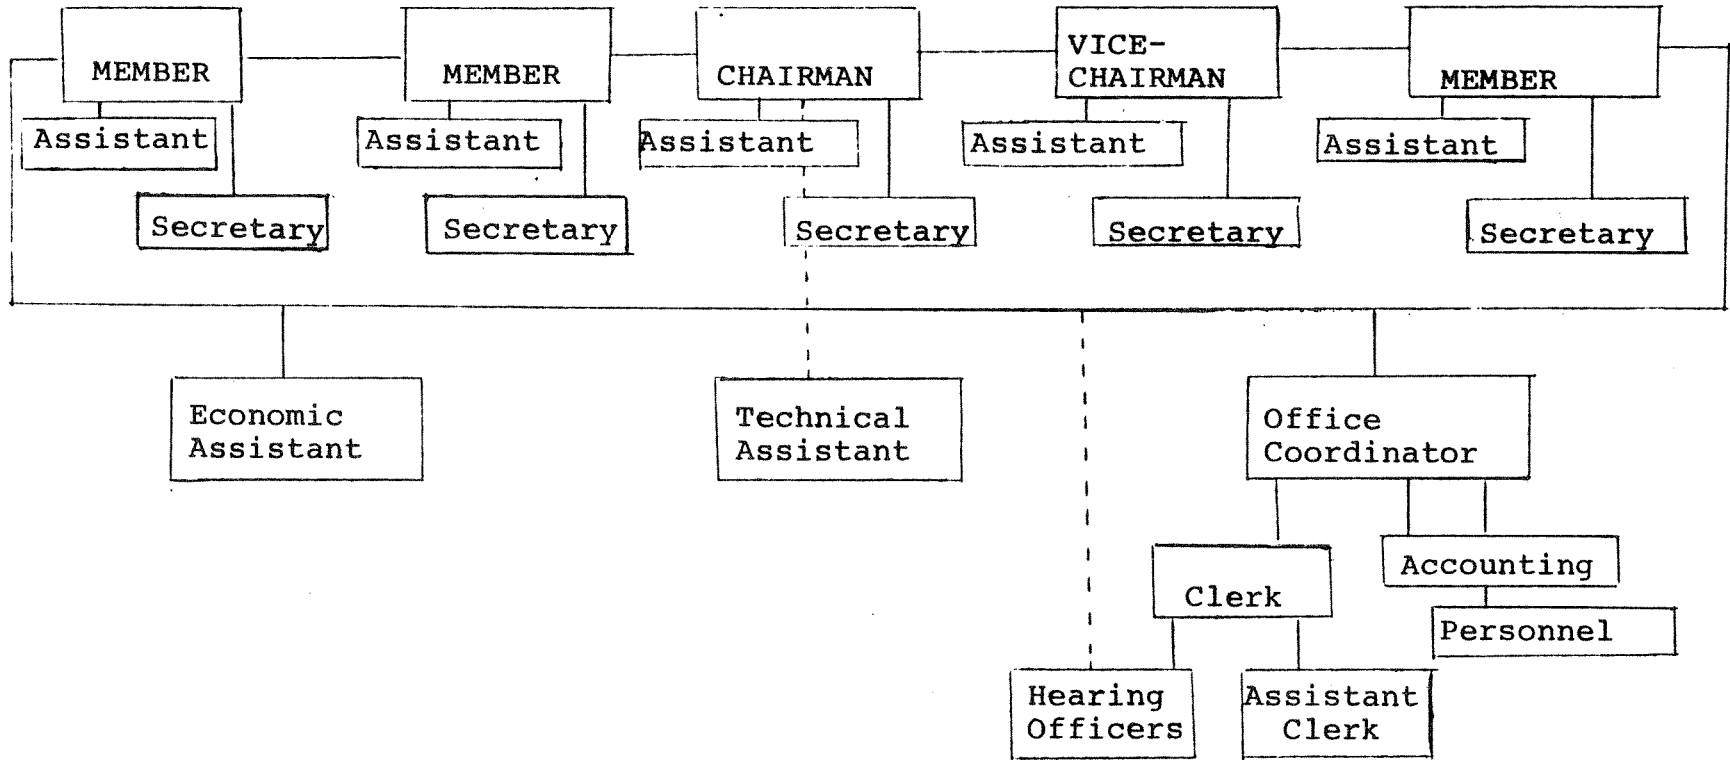 MEMBER
MEMBER
CHAIRMAN
VICE-
CHAIRMAN
MEMBER
Assistant
Assistant
Assistant
Assistant
Assistant
Secretary
Secretary
Secretary
Secretary
Secretary
Economic
Assistant
Technical
Assistant
Office
Coordinator
Clerk
Accounting
Personnel
Hearing
Officers
Assistant
Clerk